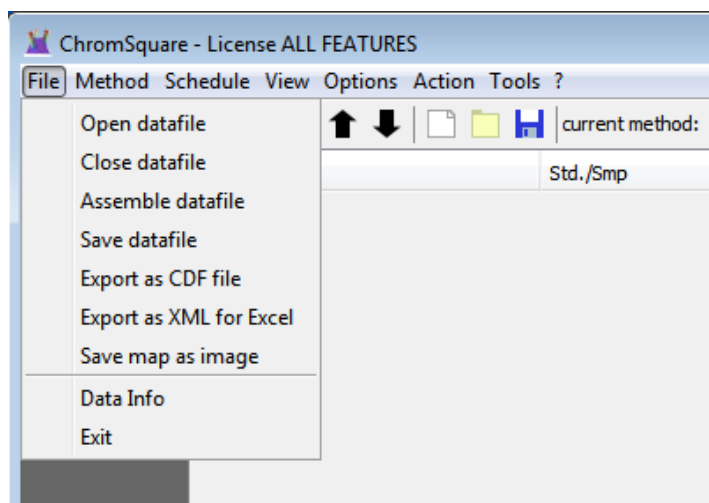 ChromSquare - License ALL FEATURES
File Method Schedule View Options Action Tools ?
current method:
Std./Smp
Open datafile
Close datafile
Assemble datafile
Save datafile
Export as CDF file
Export as XML for Excel
Save map as image
Data Info
Exit